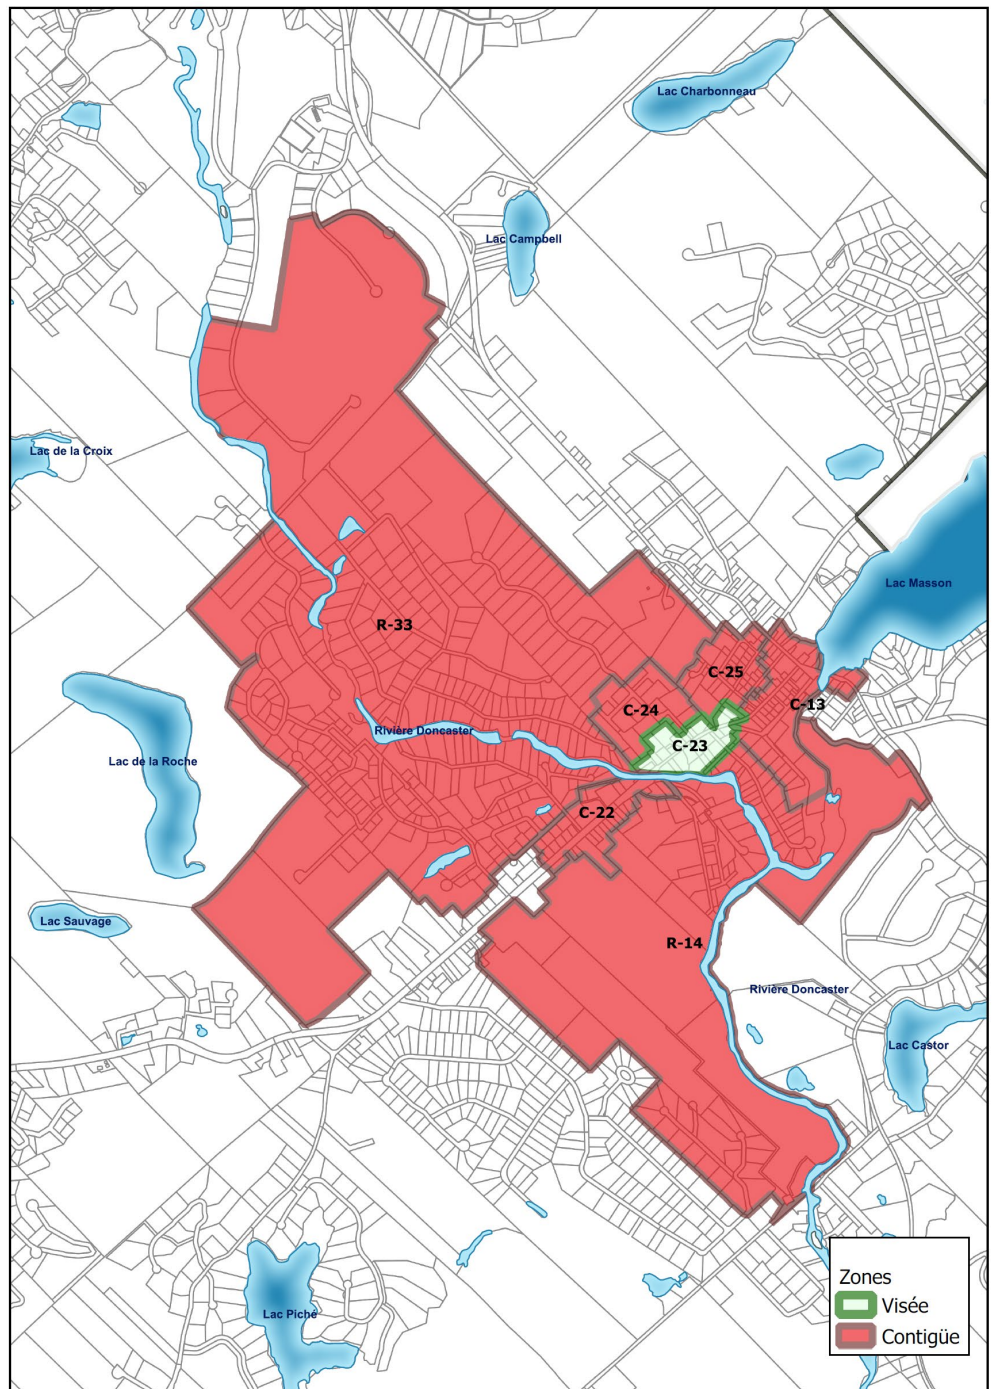 Lac Charbonneau
Lac Campbell
Lac de la Croix
Lac Masson
R-33
C-25
C-13
C-24
Rivière Doncaster
C-23
Lac de la Roche
C-22
Lac Sauvage
R-14
Rivière Doncaster
Lac Castor
Zones
Visée
Lac Piché
Contigüe